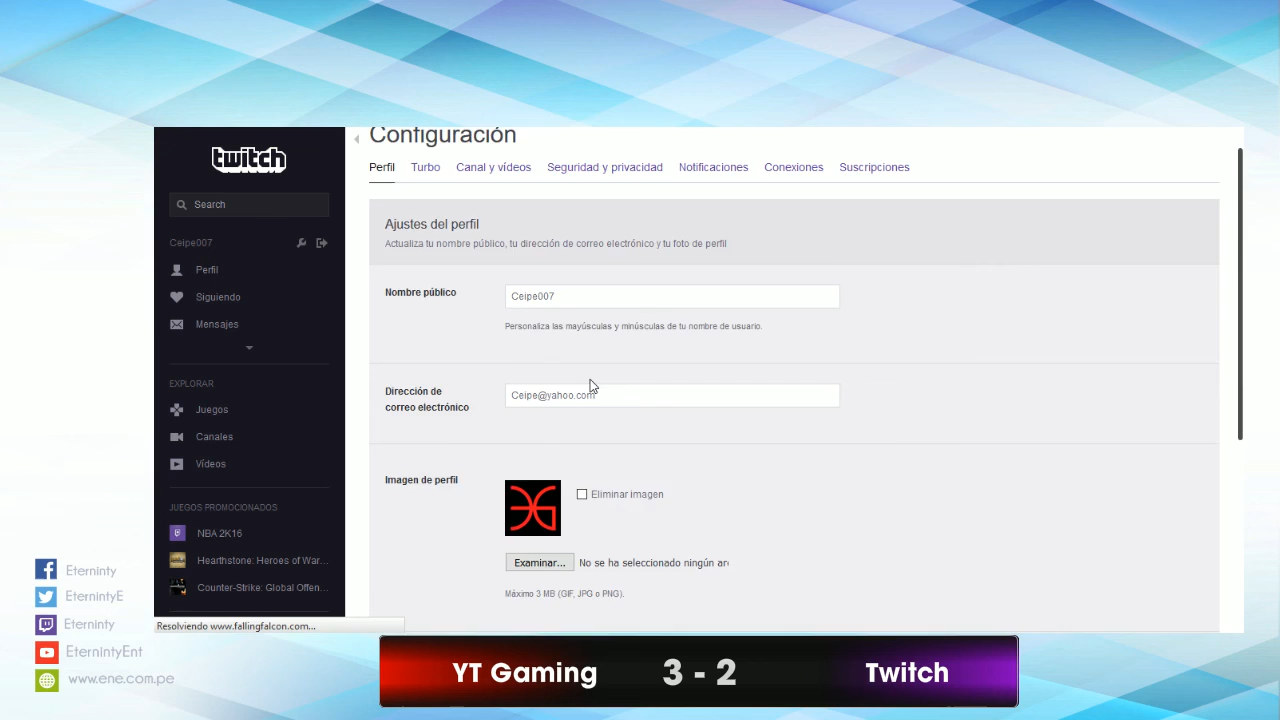 Configuración
Perfil Turbo Canal y vídeos Seguridad y privacidad Notificaciones Conexiones Suscripciones
twitch
Search
Ceipe007
Perfil
Siguiendo
Mensajes
EXPLORAR
Juegos
Canales
Vídeos
JUEGOS PROMOCIONADOS
NBA 2K16
Hearthstone: Heroes of War...
Counter-Strike: Global Offen...
Resolviendo www.fallingfalcon.com...
Ajustes del perfil
Actualiza tu nombre público, tu dirección de correo electrónico y tu foto de perfil
Nombre público
Ceipe007
Personaliza las mayúsculas y minúsculas de tu nombre de usuario.
Dirección de
correo electrónico
Ceipe@yahoo.com
Imagen de perfil
Eliminar imagen
Examinar... No se ha seleccionado ningún arc
Máximo 3 MB (GIF, JPG o PNG).
Eterninty
EternintyE
Eterninty
EternintyEnt
www.ene.com.pe
YT Gaming 3 - 2 Twitch